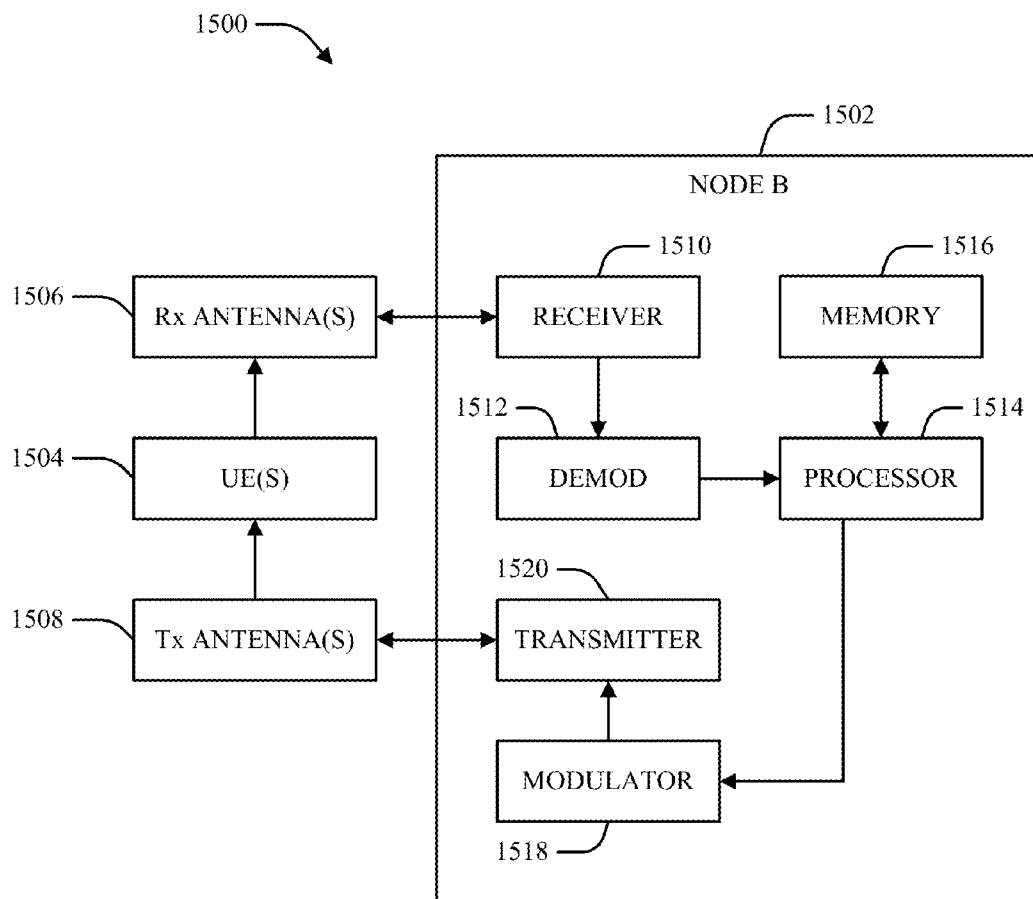 1500
1502
NODE B
1510
1516
1506
Rx ANTENNA(S)
RECEIVER
MEMORY
1512
1514
1504
UE(S)
DEMOD
PROCESSOR
1520
1508
Tx ANTENNA(S)
TRANSMITTER
MODULATOR
1518